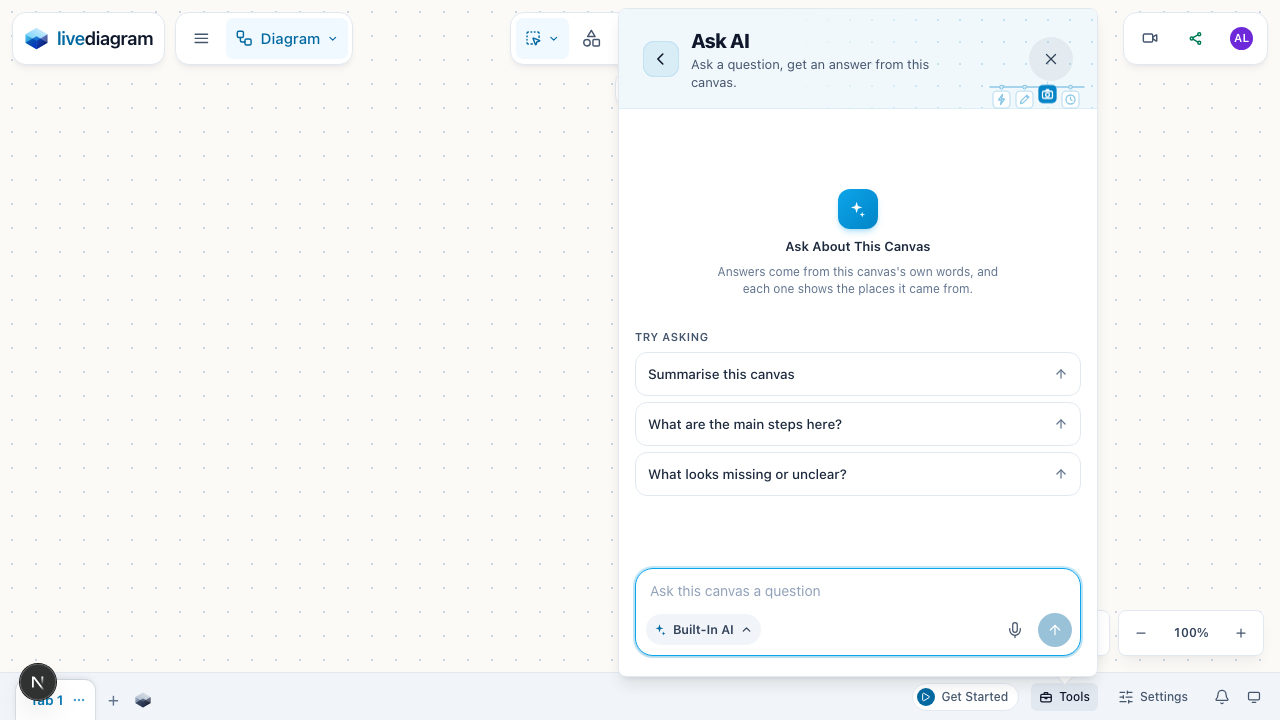 livediagram
Diagram
Ask AI
Ask a question, get an answer from this
canvas.
AL
Ask About This Canvas
Answers come from this canvas's own words, and
each one shows the places it came from.
TRY ASKING
Summarise this canvas
What are the main steps here?
What looks missing or unclear?
Ask this canvas a question
Built-In AI
100%
N
Tab 1
Get Started
Tools
Settings